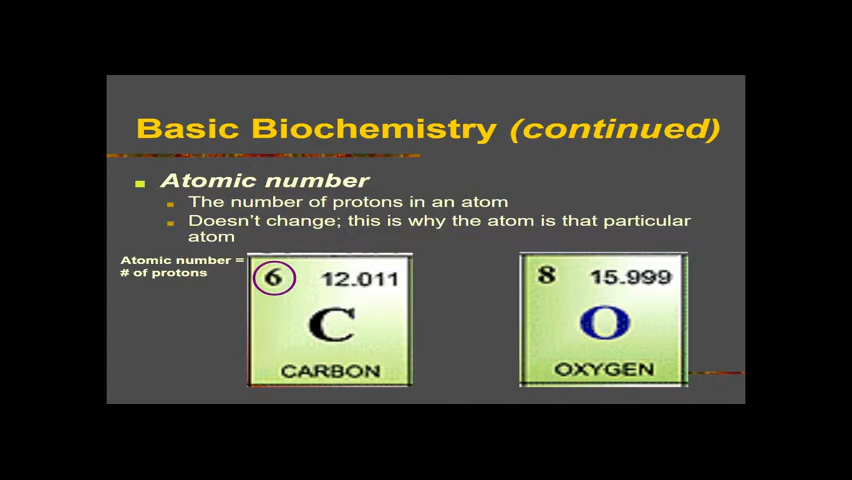 Basic Biochemistry (continued)
Atomic number
The number of protons in an atom
Doesn't change; this is why the atom is that particular
atom
Atomic number =
# of protons
6 12.011
C
CARBON
8 15.999
O
OXYGEN